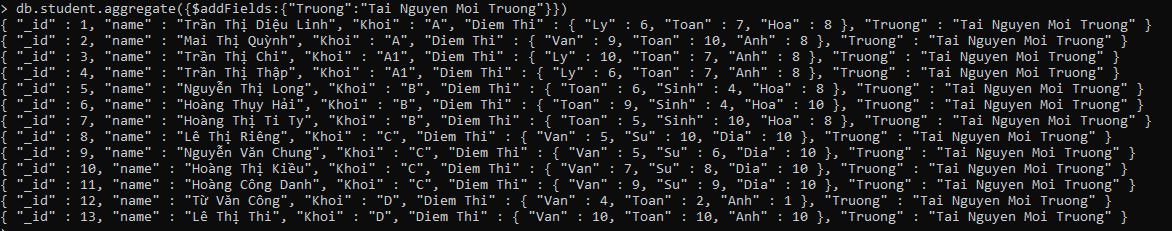 > db.student.aggregate({$addFields:{"Truong":"Tai Nguyen Moi Truong"}})
{ "_id" : 1, "name" : "Trần Thị Diệu Linh", "Khoi" : "A", "Diem Thi" : { "Ly" : 6, "Toan" : 7, "Hoa" : 8 }, "Truong" : "Tai Nguyen Moi Truong" }
{ "_id" : 2, "name" : "Mai Thị Quỳnh", "Khoi" : "A", "Diem Thi" : { "Van" : 9, "Toan" : 10, "Anh" : 8 }, "Truong" : "Tai Nguyen Moi Truong" }
{ "_id" : 3, "name" : "Trần Thị Chi", "Khoi" : "A1", "Diem Thi" : { "Ly" : 10, "Toan" : 7, "Anh" : 8 }, "Truong" : "Tai Nguyen Moi Truong" }
{ "_id" : 4, "name" : "Trần Thị Thập", "Khoi" : "A1", "Diem Thi" : { "Ly" : 6, "Toan" : 7, "Anh" : 8 }, "Truong" : "Tai Nguyen Moi Truong" }
{ "_id" : 5, "name" : "Nguyễn Thị Long", "Khoi" : "B", "Diem Thi" : { "Toan" : 6, "Sinh" : 4, "Hoa" : 8 }, "Truong" : "Tai Nguyen Moi Truong" }
{ "_id" : 6, "name" : "Hoàng Thụy Hải", "Khoi" : "B", "Diem Thi" : { "Toan" : 9, "Sinh" : 4, "Hoa" : 10 }, "Truong" : "Tai Nguyen Moi Truong" }
{ "_id" : 7, "name" : "Hoàng Thị Ti Ty", "Khoi" : "B", "Diem Thi" : { "Toan" : 5, "Sinh" : 10, "Hoa" : 8 }, "Truong" : "Tai Nguyen Moi Truong" }
{ "_id" : 8, "name" : "Lê Thị Riêng", "Khoi" : "C", "Diem Thi" : { "Van" : 5, "Su" : 10, "Dia" : 10 }, "Truong" : "Tai Nguyen Moi Truong" }
{ "_id" : 9, "name" : "Nguyễn Văn Chung", "Khoi" : "C", "Diem Thi" : { "Van" : 5, "Su" : 6, "Dia" : 10 }, "Truong" : "Tai Nguyen Moi Truong" }
{ "_id" : 10, "name" : "Hoàng Thị Kiều", "Khoi" : "C", "Diem Thi" : { "Van" : 7, "Su" : 8, "Dia" : 10 }, "Truong" : "Tai Nguyen Moi Truong" }
{ "_id" : 11, "name" : "Hoàng Công Danh", "Khoi" : "C", "Diem Thi" : { "Van" : 9, "Su" : 9, "Dia" : 10 }, "Truong" : "Tai Nguyen Moi Truong" }
{ "_id" : 12, "name" : "Từ Văn Công", "Khoi" : "D", "Diem Thi" : { "Van" : 4, "Toan" : 2, "Anh" : 1 }, "Truong" : "Tai Nguyen Moi Truong" }
{ "_id" : 13, "name" : "Lê Thị Thi", "Khoi" : "D", "Diem Thi" : { "Van" : 10, "Toan" : 10, "Anh" : 10 }, "Truong" : "Tai Nguyen Moi Truong" }